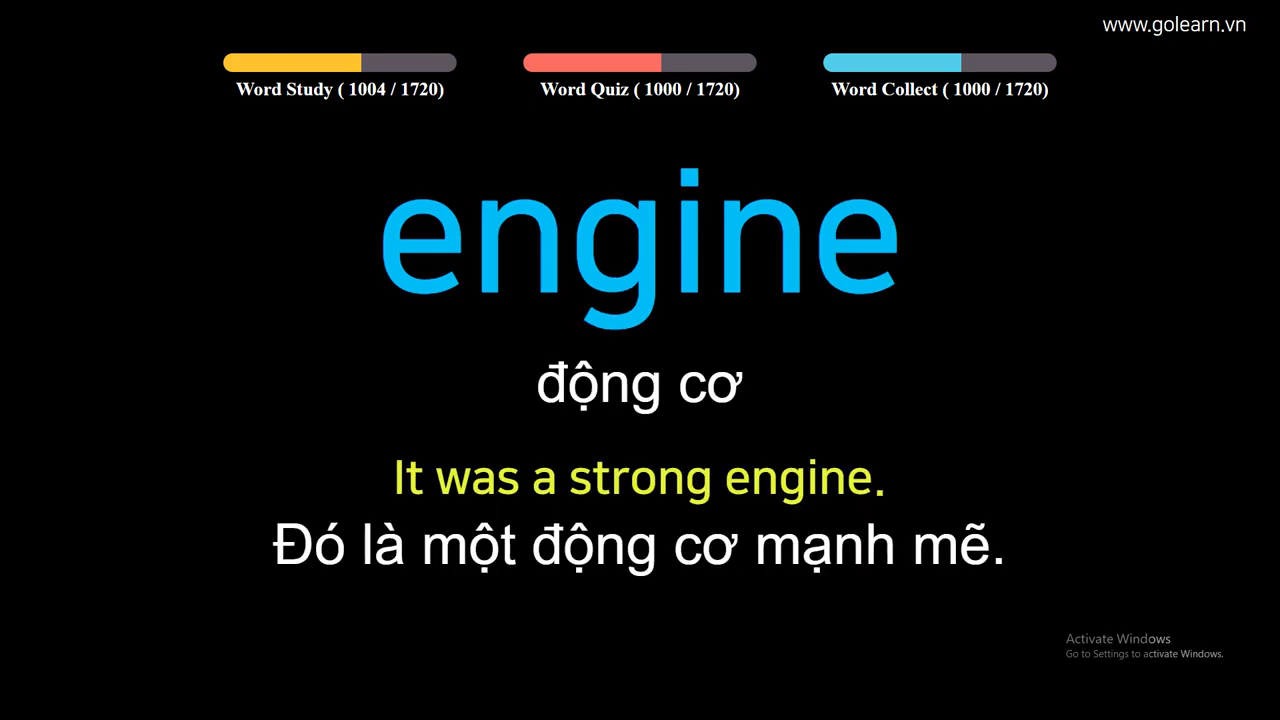 www.golearn.vn
Word Study ( 1004 / 1720)
Word Quiz ( 1000 / 1720)
Word Collect ( 1000 / 1720)
engine
động cơ
It was a strong engine.
Đó là một động cơ mạnh mẽ.
Activate Windows
Go to Settings to activate Windows.